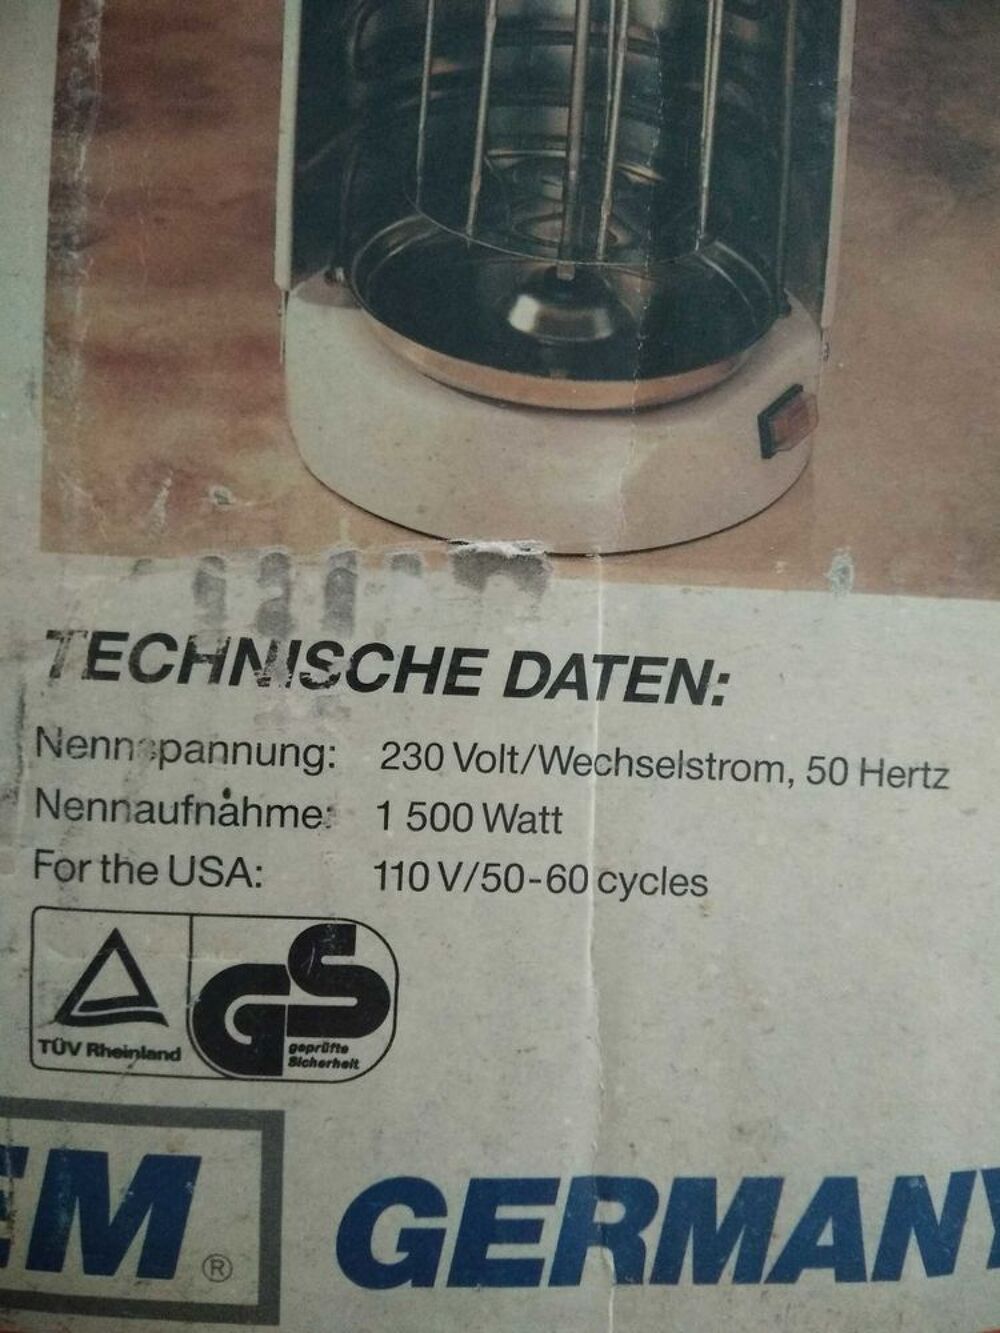 TECHNISCHE DATEN:
Nennspannung: 230 Volt/Wechselstrom, 50 Hertz
Nennaufnahme: 1 500 Watt
For the USA: 110 V/50-60 cycles
TÜV Rheinland
GS
geprüfte
Sicherheit
EM ® GERMANY